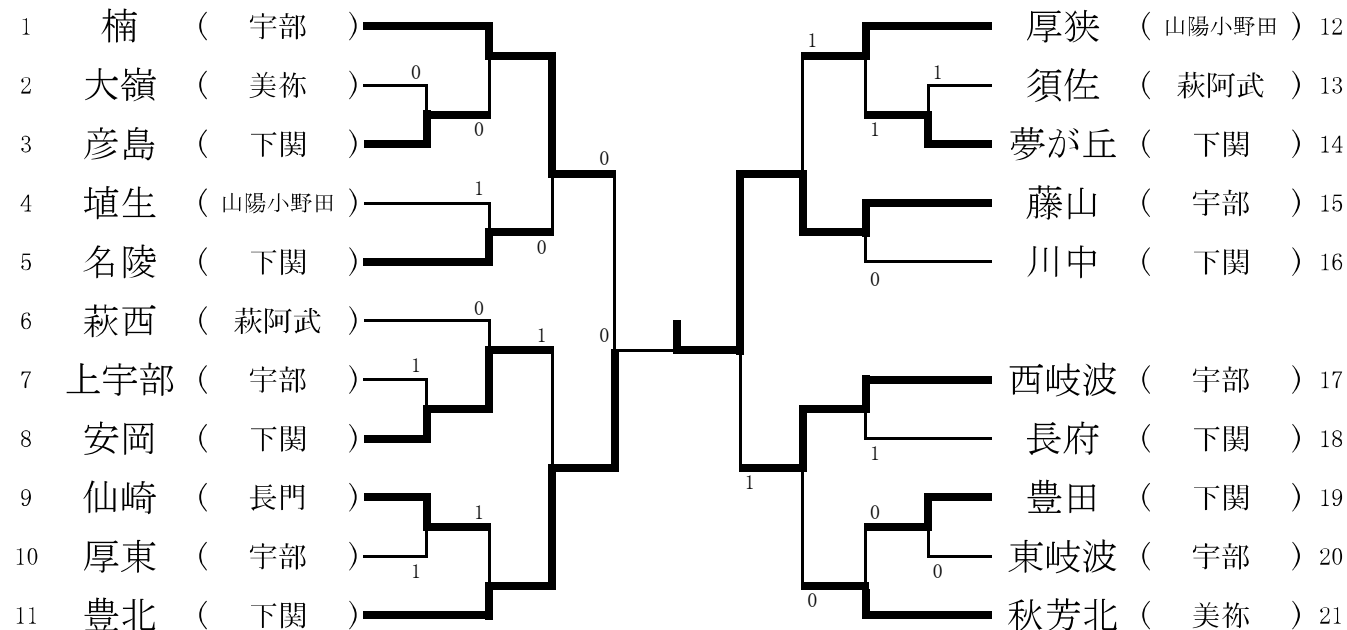 1 楠 ( 宇部 )
2 大嶺 ( 美祢 ) 0
3 彦島 ( 下関 ) 0
4 埴生 ( 山陽小野田 ) 1
5 名陵 ( 下関 ) 0
0
6 萩西 ( 萩阿武 ) 0
7 上宇部 ( 宇部 ) 1
1
0
8 安岡 ( 下関 )
9 仙崎 ( 長門 ) 1
10 厚東 ( 宇部 ) 1
11 豊北 ( 下関 )
1 厚狭 ( 山陽小野田 ) 12
1 須佐 ( 萩阿武 ) 13
1 夢が丘 ( 下関 ) 14
藤山 ( 宇部 ) 15
0 川中 ( 下関 ) 16
西岐波 ( 宇部 ) 17
1 長府 ( 下関 ) 18
1
0 豊田 ( 下関 ) 19
0 東岐波 ( 宇部 ) 20
0 秋芳北 ( 美祢 ) 21